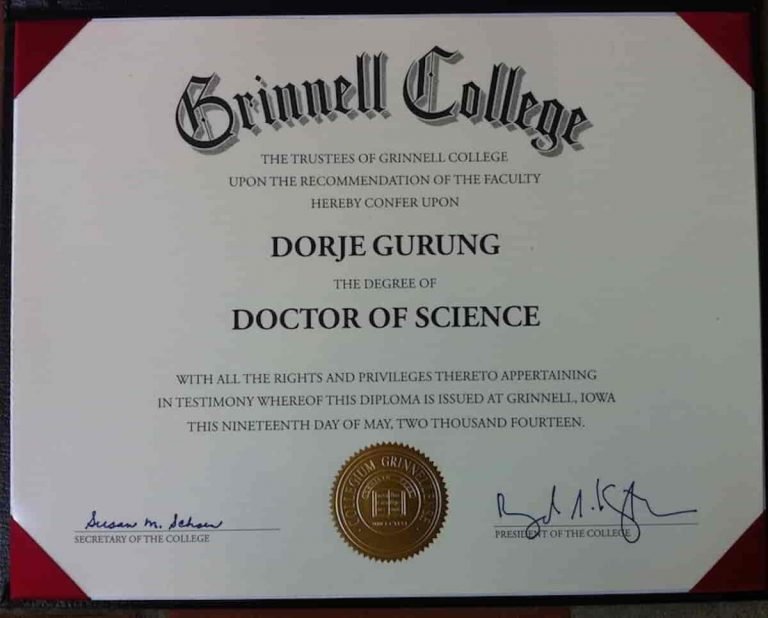 Grinnell College
THE TRUSTEES OF GRINNELL COLLEGE
UPON THE RECOMMENDATION OF THE FACULTY
HEREBY CONFER UPON
DORJE GURUNG
THE DEGREE OF
DOCTOR OF SCIENCE
WITH ALL THE RIGHTS AND PRIVILEGES THERETO APPERTAINING
IN TESTIMONY WHEREOF THIS DIPLOMA IS ISSUED AT GRINNELL, IOWA
THIS NINETEENTH DAY OF MAY, TWO THOUSAND FOURTEEN.
COLLEGIUM GRINNELLENSE
Susan M. Schoen
SECRETARY OF THE COLLEGE
PRESIDENT OF THE COLLEGE